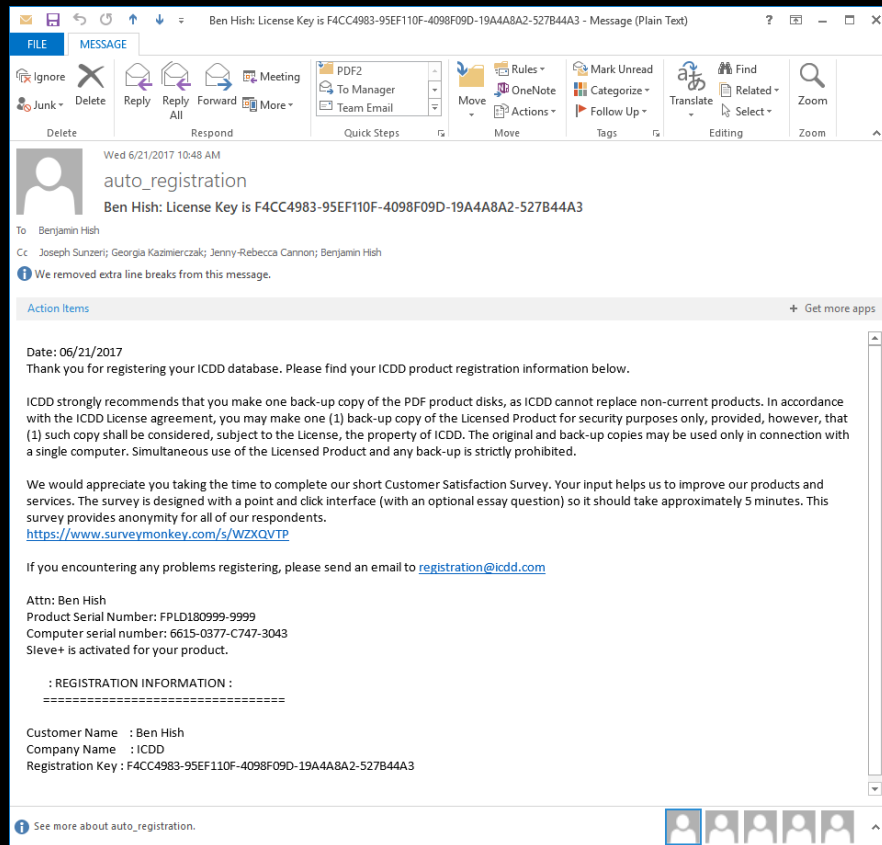 Ben Hish: License Key is F4CC4983-95EF110F-4098F09D-19A4A8A2-527B44A3 - Message (Plain Text)
FILE MESSAGE
Ignore
Junk
Delete
Reply
Reply All
Forward
Meeting
More
PDF2
To Manager
Team Email
Move
Rules
OneNote
Actions
Mark Unread
Categorize
Follow Up
Translate
Find
Related
Select
Zoom
Delete Respond Quick Steps Move Tags Editing Zoom
Wed 6/21/2017 10:48 AM
auto_registration
Ben Hish: License Key is F4CC4983-95EF110F-4098F09D-19A4A8A2-527B44A3
To Benjamin Hish
Cc Joseph Sunzeri; Georgia Kazimierczak; Jenny-Rebecca Cannon; Benjamin Hish
We removed extra line breaks from this message.
Action Items + Get more apps
Date: 06/21/2017
Thank you for registering your ICDD database. Please find your ICDD product registration information below.
ICDD strongly recommends that you make one back-up copy of the PDF product disks, as ICDD cannot replace non-current products. In accordance
with the ICDD License agreement, you may make one (1) back-up copy of the Licensed Product for security purposes only, provided, however, that
(1) such copy shall be considered, subject to the License, the property of ICDD. The original and back-up copies may be used only in connection with
a single computer. Simultaneous use of the Licensed Product and any back-up is strictly prohibited.
We would appreciate you taking the time to complete our short Customer Satisfaction Survey. Your input helps us to improve our products and
services. The survey is designed with a point and click interface (with an optional essay question) so it should take approximately 5 minutes. This
survey provides anonymity for all of our respondents.
https://www.surveymonkey.com/s/WZXQVTP
If you encountering any problems registering, please send an email to registration@icdd.com
Attn: Ben Hish
Product Serial Number: FPLD180999-9999
Computer serial number: 6615-0377-C747-3043
SIeve+ is activated for your product.
: REGISTRATION INFORMATION :
=================================
Customer Name : Ben Hish
Company Name : ICDD
Registration Key : F4CC4983-95EF110F-4098F09D-19A4A8A2-527B44A3
See more about auto_registration.